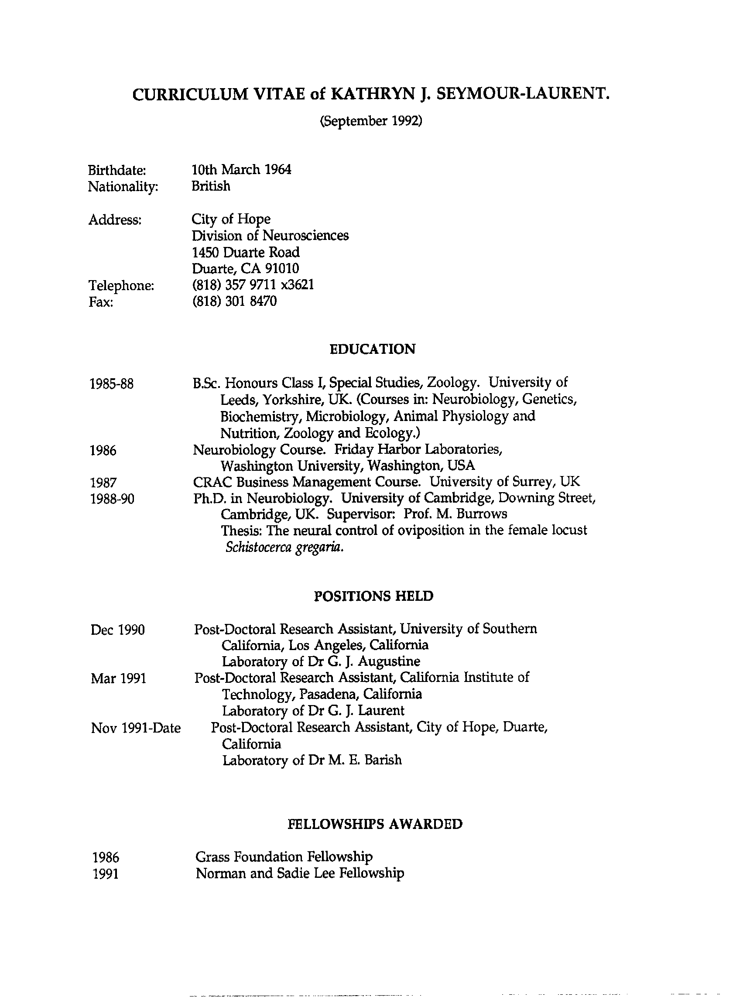 CURRICULUM VITAE of KATHRYN J. SEYMOUR-LAURENT.
(September 1992)
Birthdate: 10th March 1964
Nationality: British
Address: City of Hope
Division of Neurosciences
1450 Duarte Road
Duarte, CA 91010
Telephone: (818) 357 9711 x3621
Fax: (818) 301 8470
EDUCATION
1985-88 B.Sc. Honours Class I, Special Studies, Zoology. University of
Leeds, Yorkshire, UK. (Courses in: Neurobiology, Genetics,
Biochemistry, Microbiology, Animal Physiology and
Nutrition, Zoology and Ecology.)
1986 Neurobiology Course. Friday Harbor Laboratories,
Washington University, Washington, USA
1987 CRAC Business Management Course. University of Surrey, UK
1988-90 Ph.D. in Neurobiology. University of Cambridge, Downing Street,
Cambridge, UK. Supervisor: Prof. M. Burrows
Thesis: The neural control of oviposition in the female locust
Schistocerca gregaria.
POSITIONS HELD
Dec 1990 Post-Doctoral Research Assistant, University of Southern
California, Los Angeles, California
Laboratory of Dr G. J. Augustine
Mar 1991 Post-Doctoral Research Assistant, California Institute of
Technology, Pasadena, California
Laboratory of Dr G. J. Laurent
Nov 1991-Date Post-Doctoral Research Assistant, City of Hope, Duarte,
California
Laboratory of Dr M. E. Barish
FELLOWSHIPS AWARDED
1986 Grass Foundation Fellowship
1991 Norman and Sadie Lee Fellowship